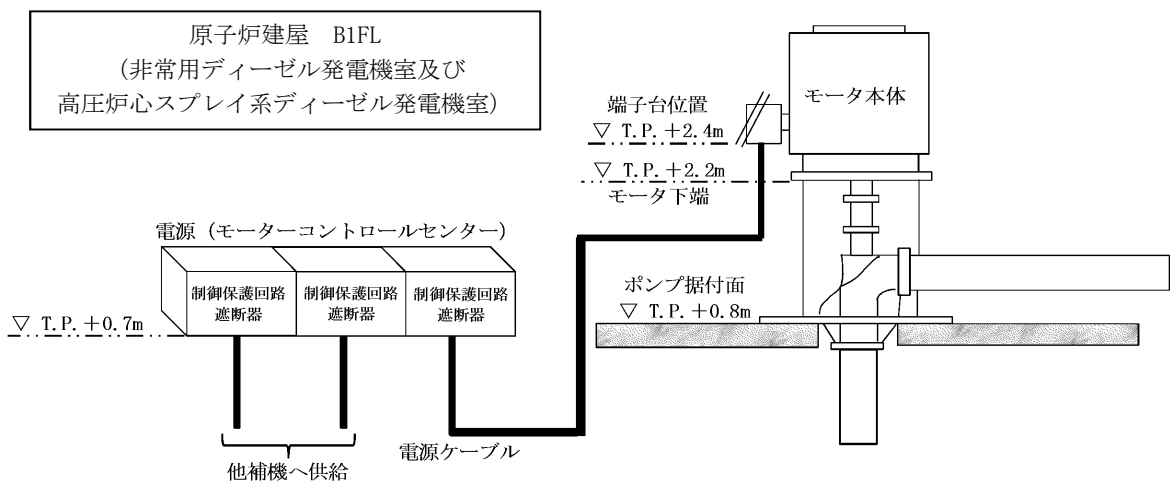 原子炉建屋　B1FL
(非常用ディーゼル発電機室及び
高圧炉心スプレイ系ディーゼル発電機室)
モータ本体
端子台位置
▽ T.P.＋2.4m
▽ T.P.＋2.2m
モータ下端
電源（モーターコントロールセンター）
制御保護回路
遮断器
制御保護回路
遮断器
制御保護回路
遮断器
▽ T.P.＋0.7m
ポンプ据付面
▽ T.P.＋0.8m
電源ケーブル
他補機へ供給